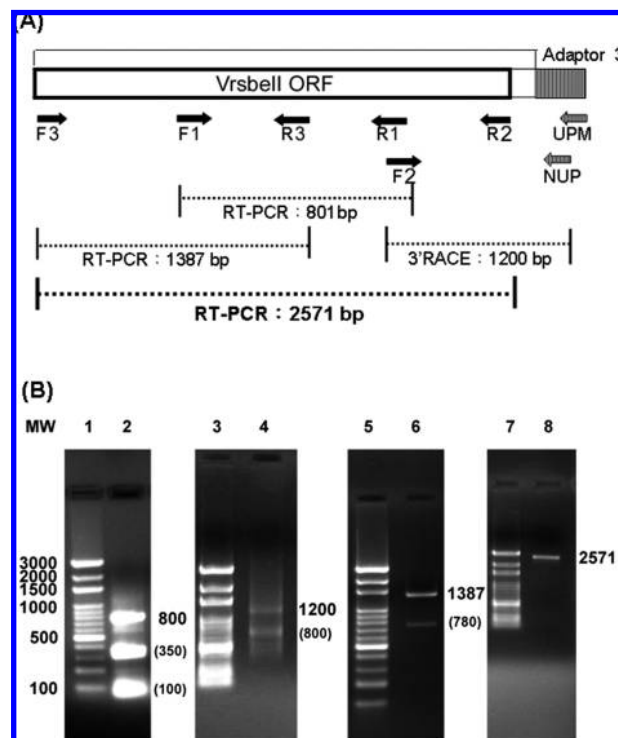 (A)
Adaptor 3
VrsbeII ORF
F3 F1 R3 R1 R2 UPM
F2 NUP
RT-PCR : 801bp
RT-PCR : 1387 bp 3'RACE : 1200 bp
RT-PCR : 2571 bp
(B)
MW 1 2 3 4 5 6 7 8
3000
2000
1500
1000
500
100
800
(350)
(100)
1200
(800)
1387
(780)
2571